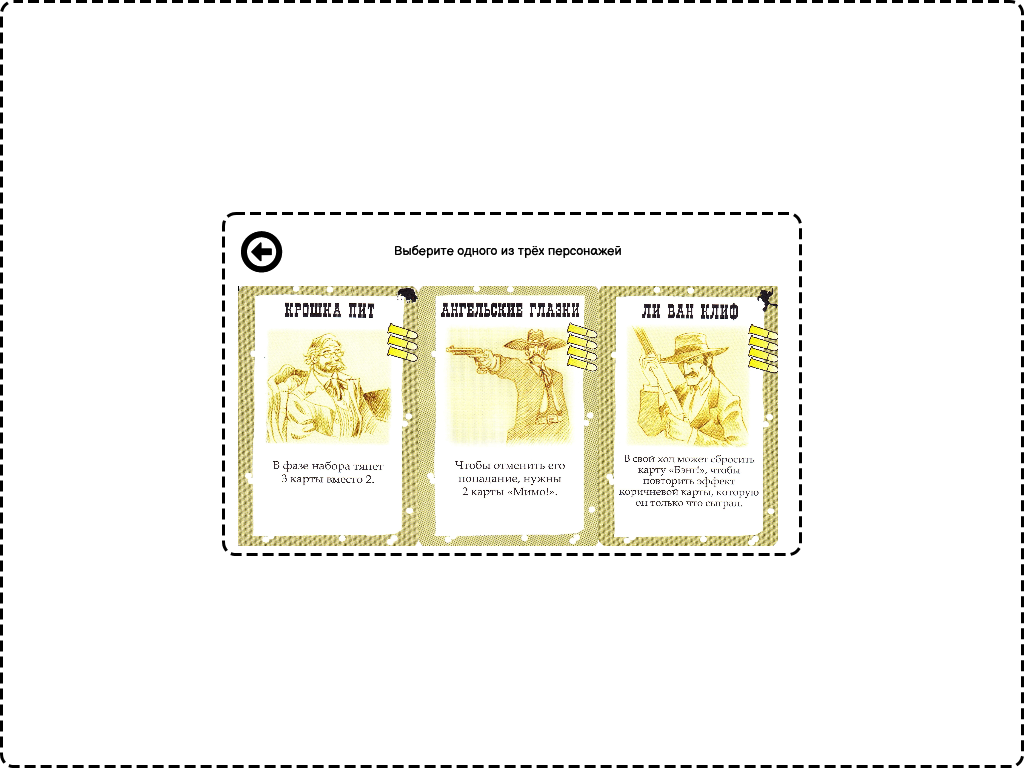 Выберите одного из трёх персонажей
КРОШКА ПИТ
В фазе набора тянет
3 карты вместо 2.
АНГЕЛЬСКИЕ ГЛАЗКИ
Чтобы отменить его
попадание, нужны
2 карты «Мимо!».
ЛИ ВАН КЛИФ
В свой ход может сбросить
карту «Бэнг!», чтобы
повторить эффект
коричневой карты, которую
он только что сыграл.